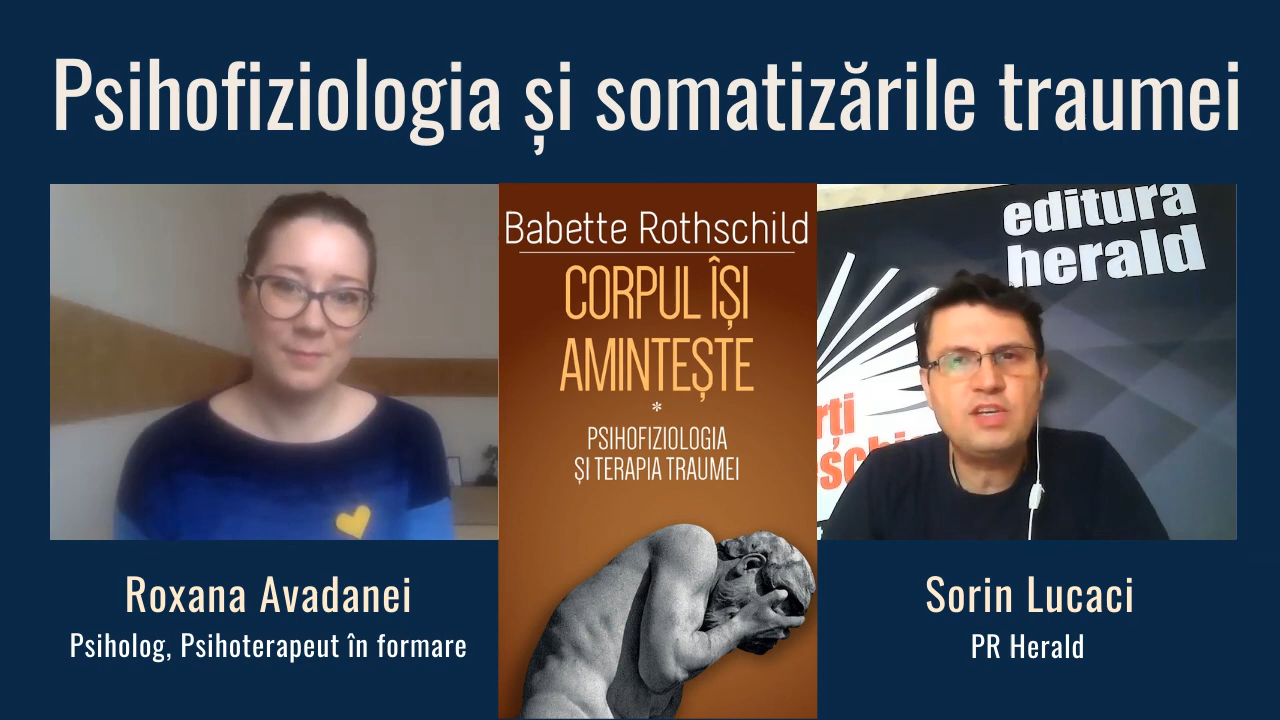 Psihofiziologia și somatizările traumei
Babette Rothschild
CORPUL ÎȘI
AMINTEȘTE
*
PSIHOFIZIOLOGIA
ȘI TERAPIA TRAUMEI
editura
herald
Roxana Avadanei
Psiholog, Psihoterapeut în formare
Sorin Lucaci
PR Herald